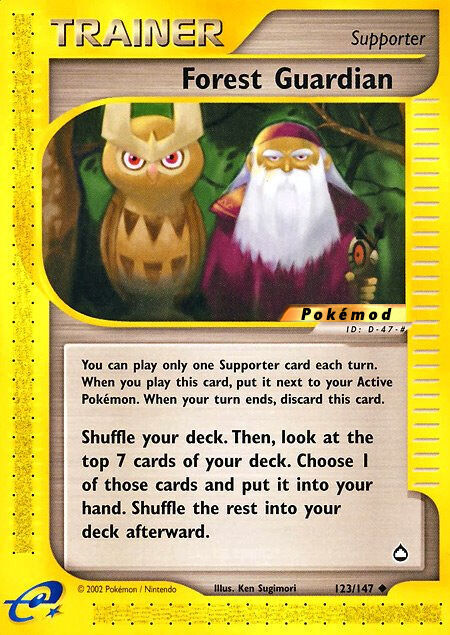 TRAINER
Supporter
Forest Guardian
Pokémod
ID: D-47-#
You can play only one Supporter card each turn.
When you play this card, put it next to your Active
Pokémon. When your turn ends, discard this card.
Shuffle your deck. Then, look at the
top 7 cards of your deck. Choose 1
of those cards and put it into your
hand. Shuffle the rest into your
deck afterward.
© 2002 Pokémon / Nintendo
Illus. Ken Sugimori
123/147 ◆
e